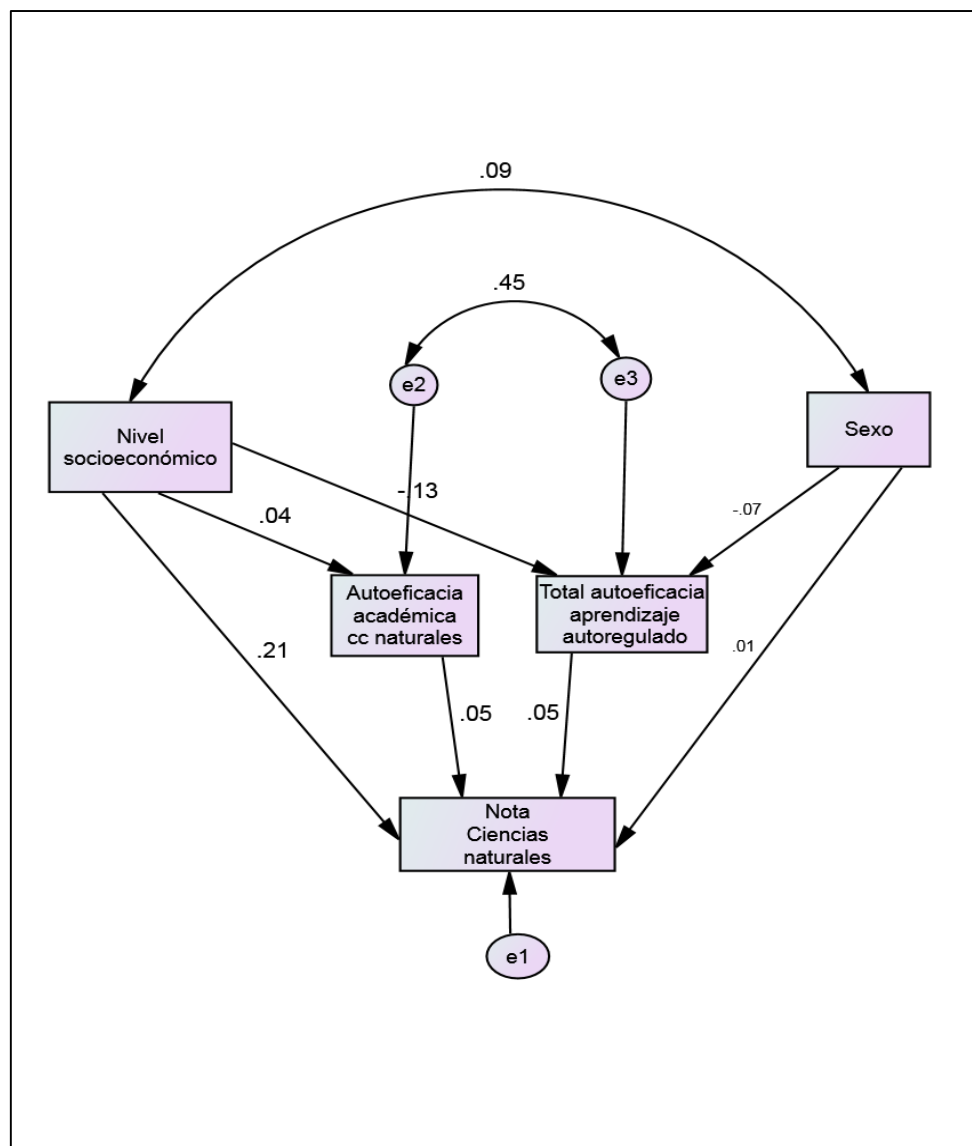 .09
.45
e2
e3
Nivel
socioeconómico
Sexo
-.13
.04
-.07
Autoeficacia
académica
cc naturales
Total autoeficacia
aprendizaje
autoregulado
.21
.01
.05
.05
Nota
Ciencias
naturales
e1